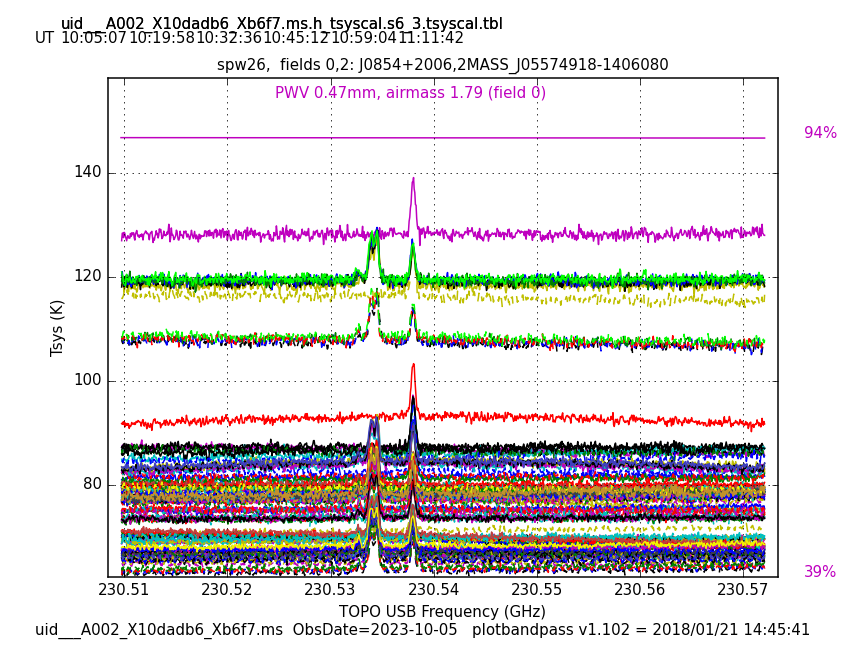 uid___A002_X10dadb6_Xb6f7.ms.h_tsyscal.s6_3.tsyscal.tbl
UT 10:05:07 10:19:58 10:32:36 10:45:12 10:59:04 11:11:42
spw26, fields 0,2: J0854+2006,2MASS_J05574918-1406080
PWV 0.47mm, airmass 1.79 (field 0)
94%
140
120
100
80
Tsys (K)
39%
230.51 230.52 230.53 230.54 230.55 230.56 230.57
TOPO USB Frequency (GHz)
uid___A002_X10dadb6_Xb6f7.ms ObsDate=2023-10-05 plotbandpass v1.102 = 2018/01/21 14:45:41